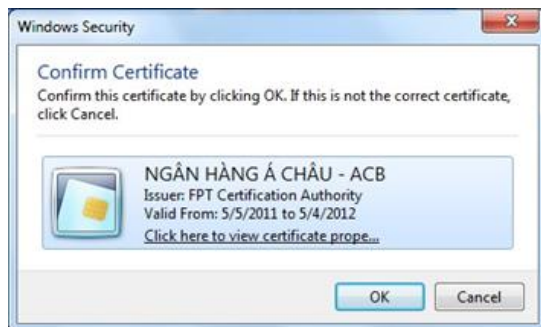 Windows Security
Confirm Certificate
Confirm this certificate by clicking OK. If this is not the correct certificate,
click Cancel.
NGÂN HÀNG Á CHÂU - ACB
Issuer: FPT Certification Authority
Valid From: 5/5/2011 to 5/4/2012
Click here to view certificate prope...
OK
Cancel